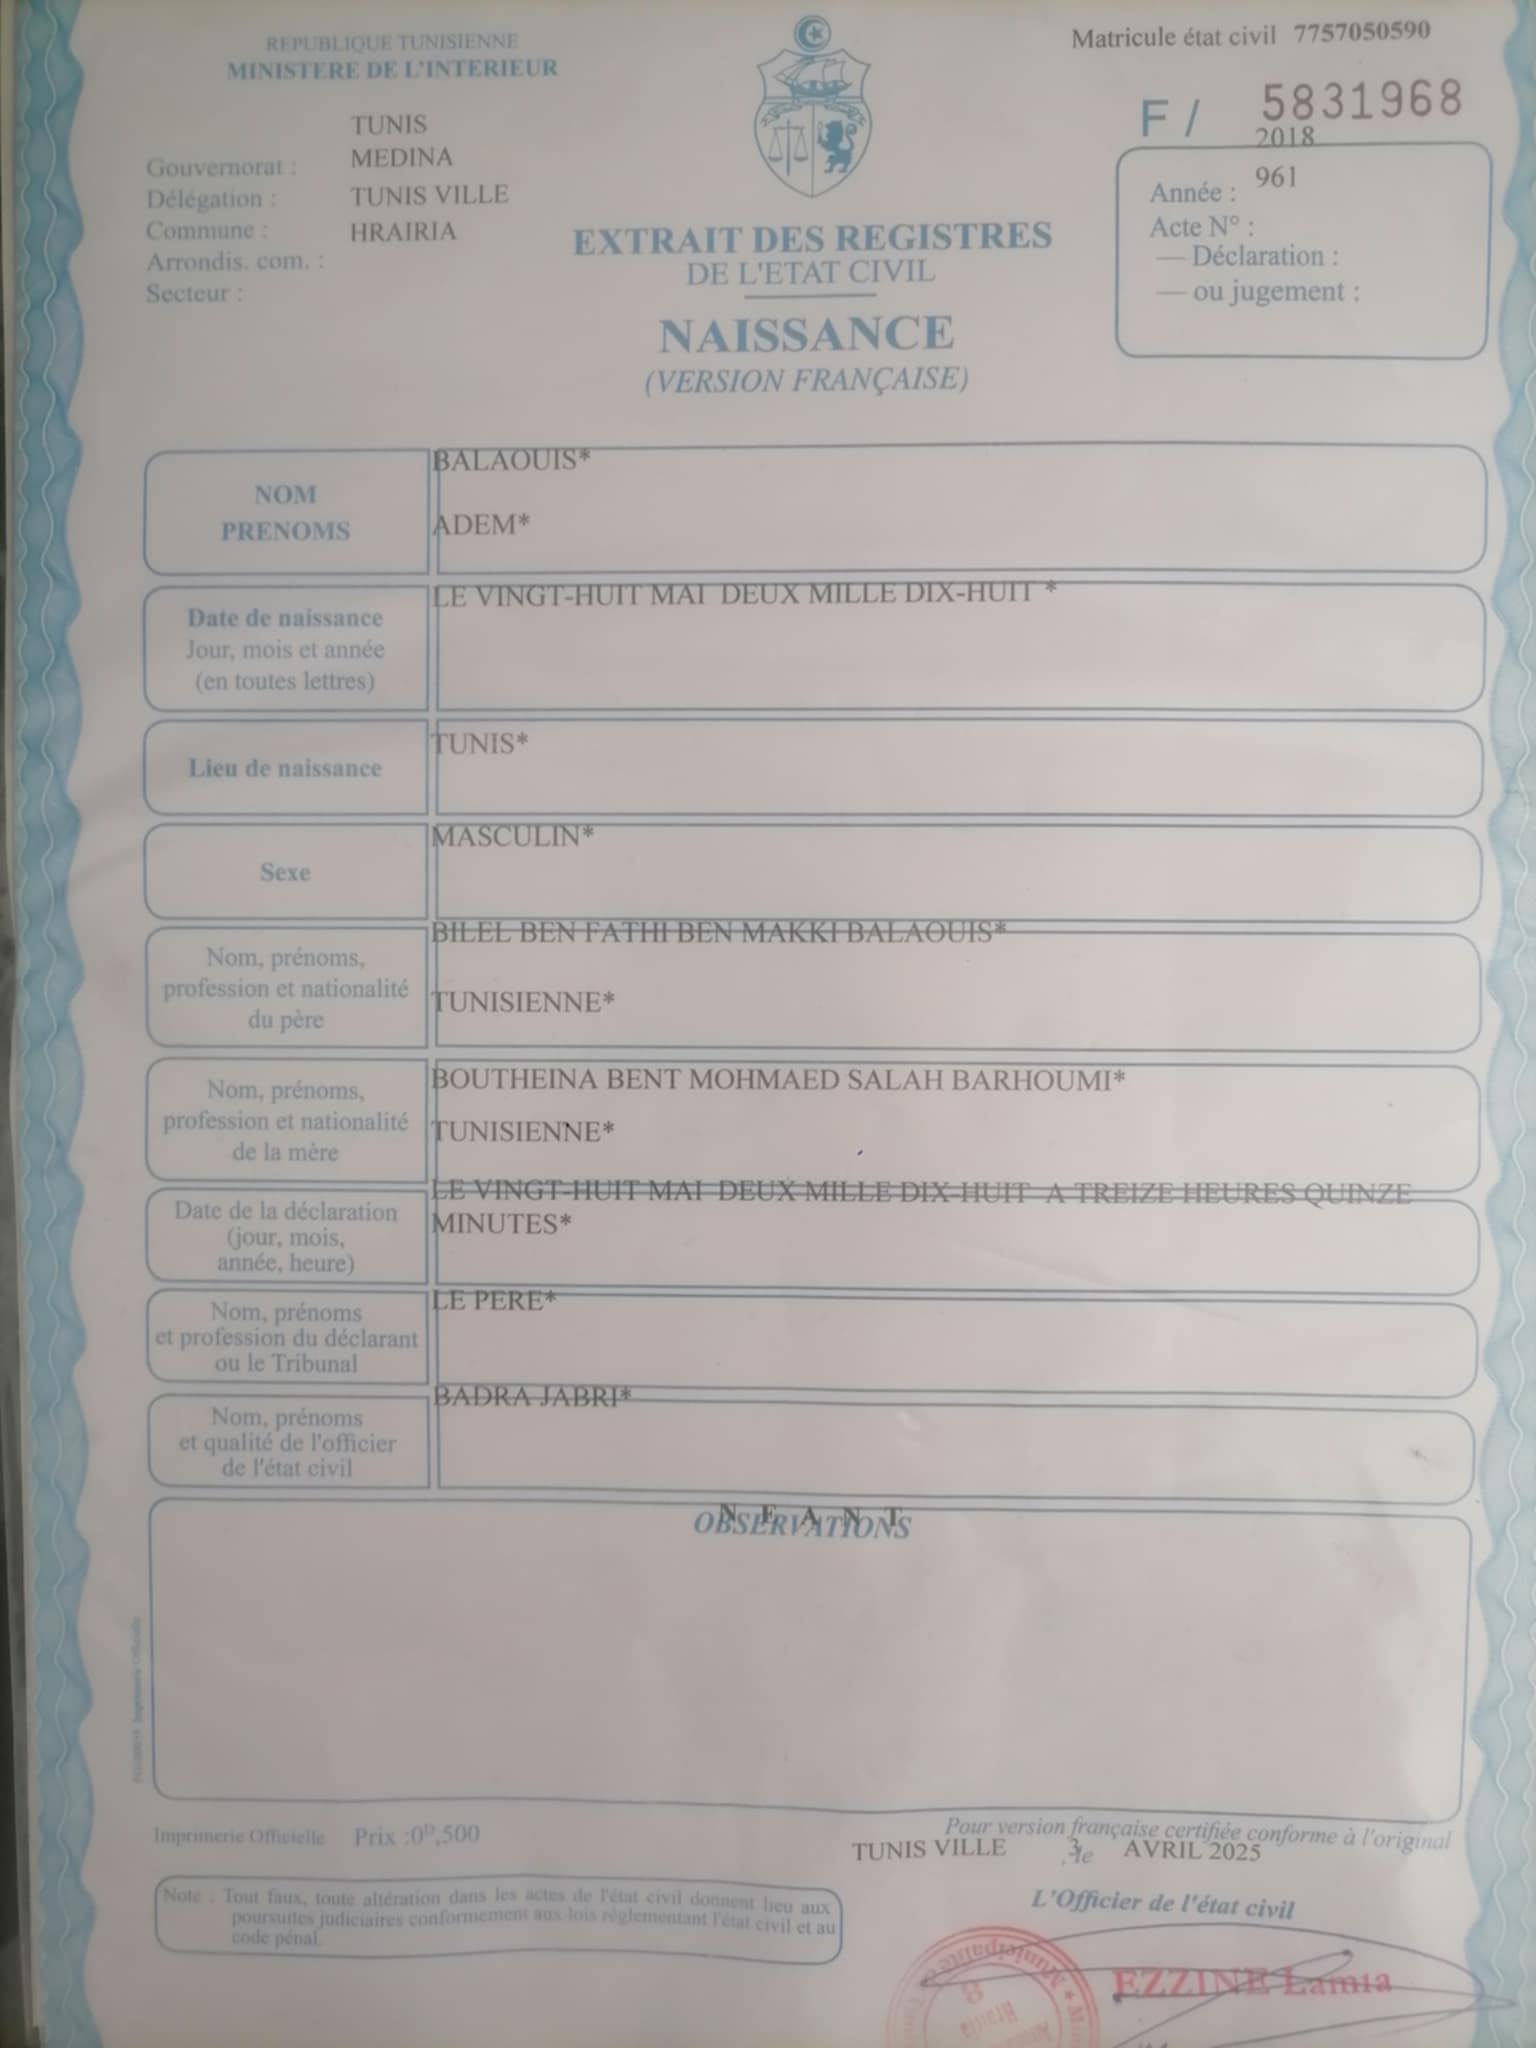 REPUBLIQUE TUNISIENNE
MINISTERE DE L'INTERIEUR
Matricule état civil 7757050590
F / 5831968
TUNIS
Gouvernorat : MEDINA
Délégation : TUNIS VILLE
Commune : HRAIRIA
Arrondis. com. :
Secteur :
2018
Année : 961
Acte N° :
— Déclaration :
— ou jugement :
EXTRAIT DES REGISTRES
DE L'ETAT CIVIL
NAISSANCE
(VERSION FRANÇAISE)
NOM
PRENOMS
BALAOUIS*
ADEM*
Date de naissance
Jour, mois et année
(en toutes lettres)
LE VINGT-HUIT MAI DEUX MILLE DIX-HUIT *
Lieu de naissance
TUNIS*
Sexe
MASCULIN*
Nom, prénoms,
profession et nationalité
du père
BILEL BEN FATHI BEN MAKKI BALAOUIS*
TUNISIENNE*
Nom, prénoms,
profession et nationalité
de la mère
BOUTHEINA BENT MOHMAED SALAH BARHOUMI*
TUNISIENNE*
Date de la déclaration
(jour, mois,
année, heure)
LE VINGT-HUIT MAI DEUX MILLE DIX-HUIT A TREIZE HEURES QUINZE
MINUTES*
Nom, prénoms
et profession du déclarant
ou le Tribunal
LE PERE*
Nom, prénoms
et qualité de l'officier
de l'état civil
BADRA JABRI*
N E A N T
OBSERVATIONS
Imprimerie Officielle Prix :0ᴰ,500
Pour version française certifiée conforme à l'original
TUNIS VILLE ,le 3 AVRIL 2025
Note : Tout faux, toute altération dans les actes de l'état civil donnent lieu aux
poursuites judiciaires conformement aux lois réglementant l'état civil et au
code pénal.
L'Officier de l'état civil
EZZINE Lamia